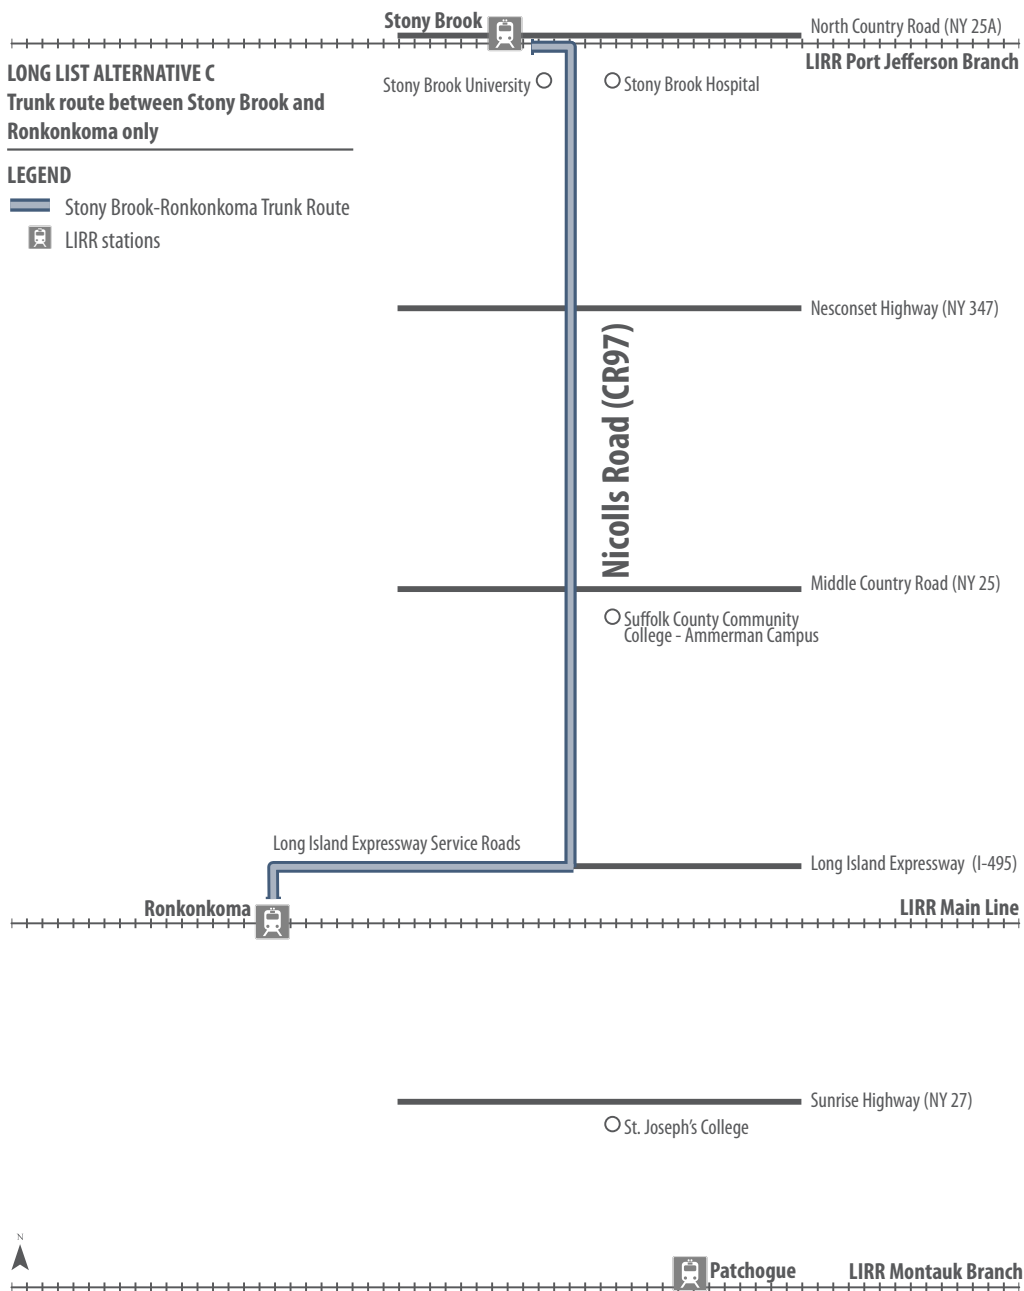 Stony Brook
North Country Road (NY 25A)
LIRR Port Jefferson Branch
LONG LIST ALTERNATIVE C
Trunk route between Stony Brook and
Ronkonkoma only
Stony Brook University
Stony Brook Hospital
LEGEND
Stony Brook-Ronkonkoma Trunk Route
LIRR stations
Nesconset Highway (NY 347)
Nicolls Road (CR97)
Middle Country Road (NY 25)
Suffolk County Community
College - Ammerman Campus
Long Island Expressway Service Roads
Long Island Expressway (I-495)
Ronkonkoma
LIRR Main Line
Sunrise Highway (NY 27)
St. Joseph's College
N
Patchogue
LIRR Montauk Branch